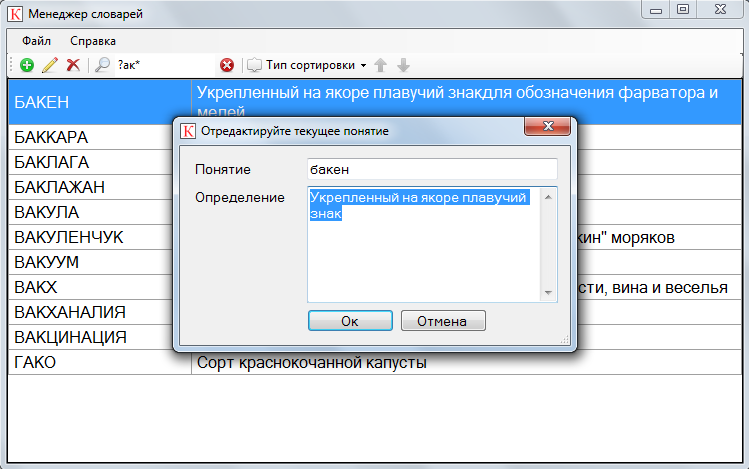 К Менеджер словарей
Файл Справка
?ак* Тип сортировки
БАКЕН Укрепленный на якоре плавучий знакдля обозначения фарватора и
мелей
К Отредактируйте текущее понятие
БАККАРА
Понятие бакен
БАКЛАГА
Определение Укрепленный на якоре плавучий
знак
БАКЛАЖАН
ВАКУЛА
ВАКУЛЕНЧУК кин" моряков
ВАКУУМ
ВАКХ сти, вина и веселья
ВАКХАНАЛИЯ
Ок Отмена
ВАКЦИНАЦИЯ
ГАКО Сорт краснокочанной капусты